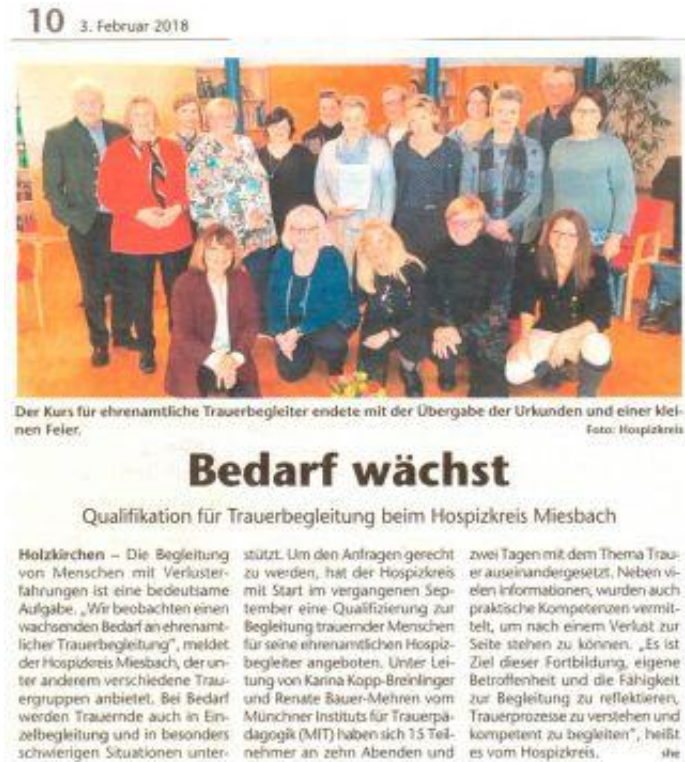 10 3. Februar 2018
Der Kurs für ehrenamtliche Trauerbegleiter endete mit der Übergabe der Urkunden und einer klei-
nen Feier. Foto: Hospizkreis
Bedarf wächst
Qualifikation für Trauerbegleitung beim Hospizkreis Miesbach
Holzkirchen – Die Begleitung
von Menschen mit Verluster-
fahrungen ist eine bedeutsame
Aufgabe. „Wir beobachten einen
wachsenden Bedarf an ehrenamt-
licher Trauerbegleitung“, meldet
der Hospizkreis Miesbach, der un-
ter anderem verschiedene Trau-
ergruppen anbietet. Bei Bedarf
werden Trauernde auch in Ein-
zelbegleitung und in besonders
schwierigen Situationen unter-
stützt. Um den Anfragen gerecht
zu werden, hat der Hospizkreis
mit Start im vergangenen Sep-
tember eine Qualifizierung zur
Begleitung trauernder Menschen
für seine ehrenamtlichen Hospiz-
begleiter angeboten. Unter Lei-
tung von Karina Kopp-Breinlinger
und Renate Bauer-Mehren vom
Münchner Instituts für Trauerpä-
dagogik (MIT) haben sich 15 Teil-
nehmer an zehn Abenden und
zwei Tagen mit dem Thema Trau-
er auseinandergesetzt. Neben vi-
elen Informationen, wurden auch
praktische Kompetenzen vermit-
telt, um nach einem Verlust zur
Seite stehen zu können. „Es ist
Ziel dieser Fortbildung, eigene
Betroffenheit und die Fähigkeit
zur Begleitung zu reflektieren,
Trauerprozesse zu verstehen und
kompetent zu begleiten“, heißt
es vom Hospizkreis. she